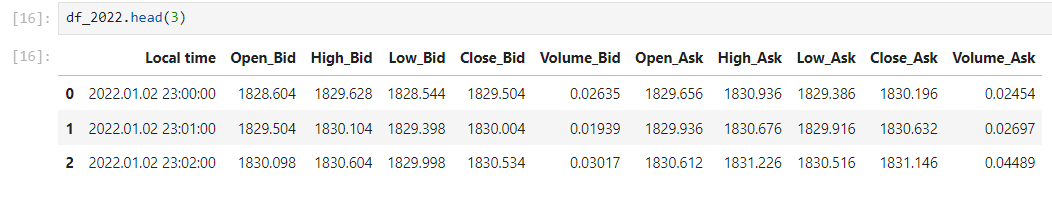 [16]: df_2022.head(3)
[16]: Local time Open_Bid High_Bid Low_Bid Close_Bid Volume_Bid Open_Ask High_Ask Low_Ask Close_Ask Volume_Ask
0 2022.01.02 23:00:00 1828.604 1829.628 1828.544 1829.504 0.02635 1829.656 1830.936 1829.386 1830.196 0.02454
1 2022.01.02 23:01:00 1829.504 1830.104 1829.398 1830.004 0.01939 1829.936 1830.676 1829.916 1830.632 0.02697
2 2022.01.02 23:02:00 1830.098 1830.604 1829.998 1830.534 0.03017 1830.612 1831.226 1830.516 1831.146 0.04489